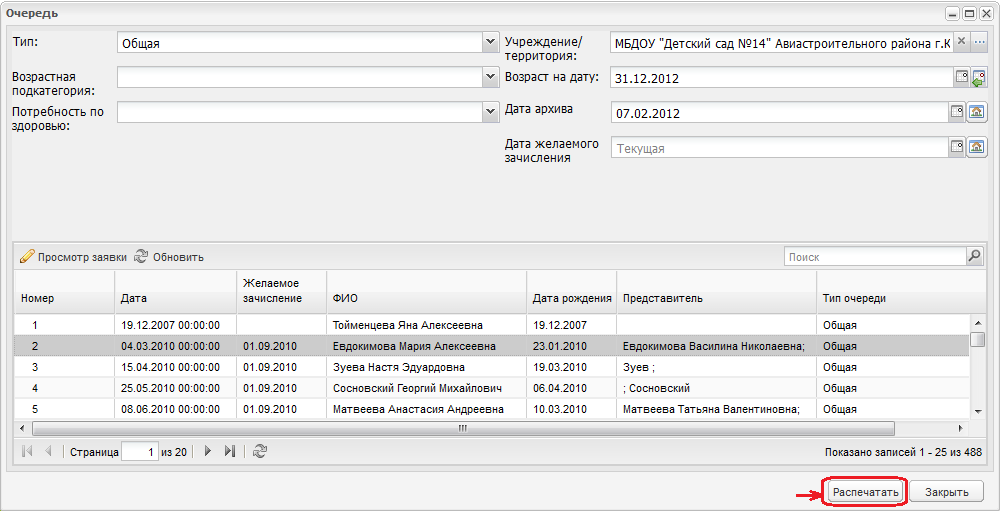 Очередь
Тип: Общая
Учреждение/
территория: МБДОУ "Детский сад №14" Авиастроительного района г.К
Возрастная
подкатегория:
Возраст на дату: 31.12.2012
Потребность по
здоровью:
Дата архива 07.02.2012
Дата желаемого
зачисления Текущая
Просмотр заявки Обновить Поиск
Номер Дата Желаемое зачисление ФИО Дата рождения Представитель Тип очереди
1 19.12.2007 00:00:00 Тойменцева Яна Алексеевна 19.12.2007 Общая
2 04.03.2010 00:00:00 01.09.2010 Евдокимова Мария Алексеевна 23.01.2010 Евдокимова Василина Николаевна; Общая
3 15.04.2010 00:00:00 01.09.2010 Зуева Настя Эдуардовна 19.03.2010 Зуев ; Общая
4 25.05.2010 00:00:00 01.09.2010 Сосновский Георгий Михайлович 06.04.2010 ; Сосновский Общая
5 08.06.2010 00:00:00 01.09.2010 Матвеева Анастасия Андреевна 10.03.2010 Матвеева Татьяна Валентиновна; Общая
Страница 1 из 20 Показано записей 1 - 25 из 488
Распечатать Закрыть